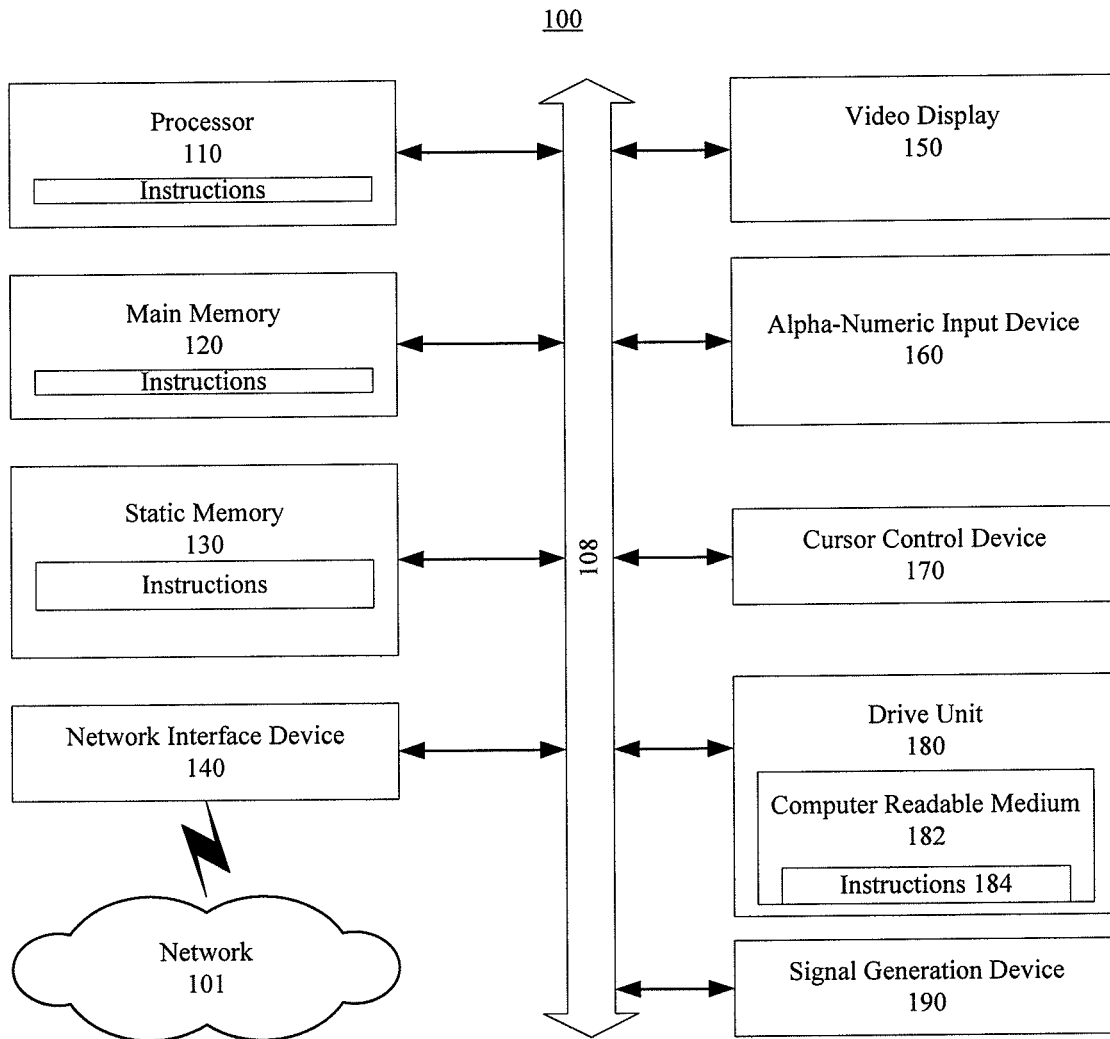 100
Processor
110
Instructions
Main Memory
120
Instructions
Static Memory
130
Instructions
Network Interface Device
140
Network
101
108
Video Display
150
Alpha-Numeric Input Device
160
Cursor Control Device
170
Drive Unit
180
Computer Readable Medium
182
Instructions 184
Signal Generation Device
190